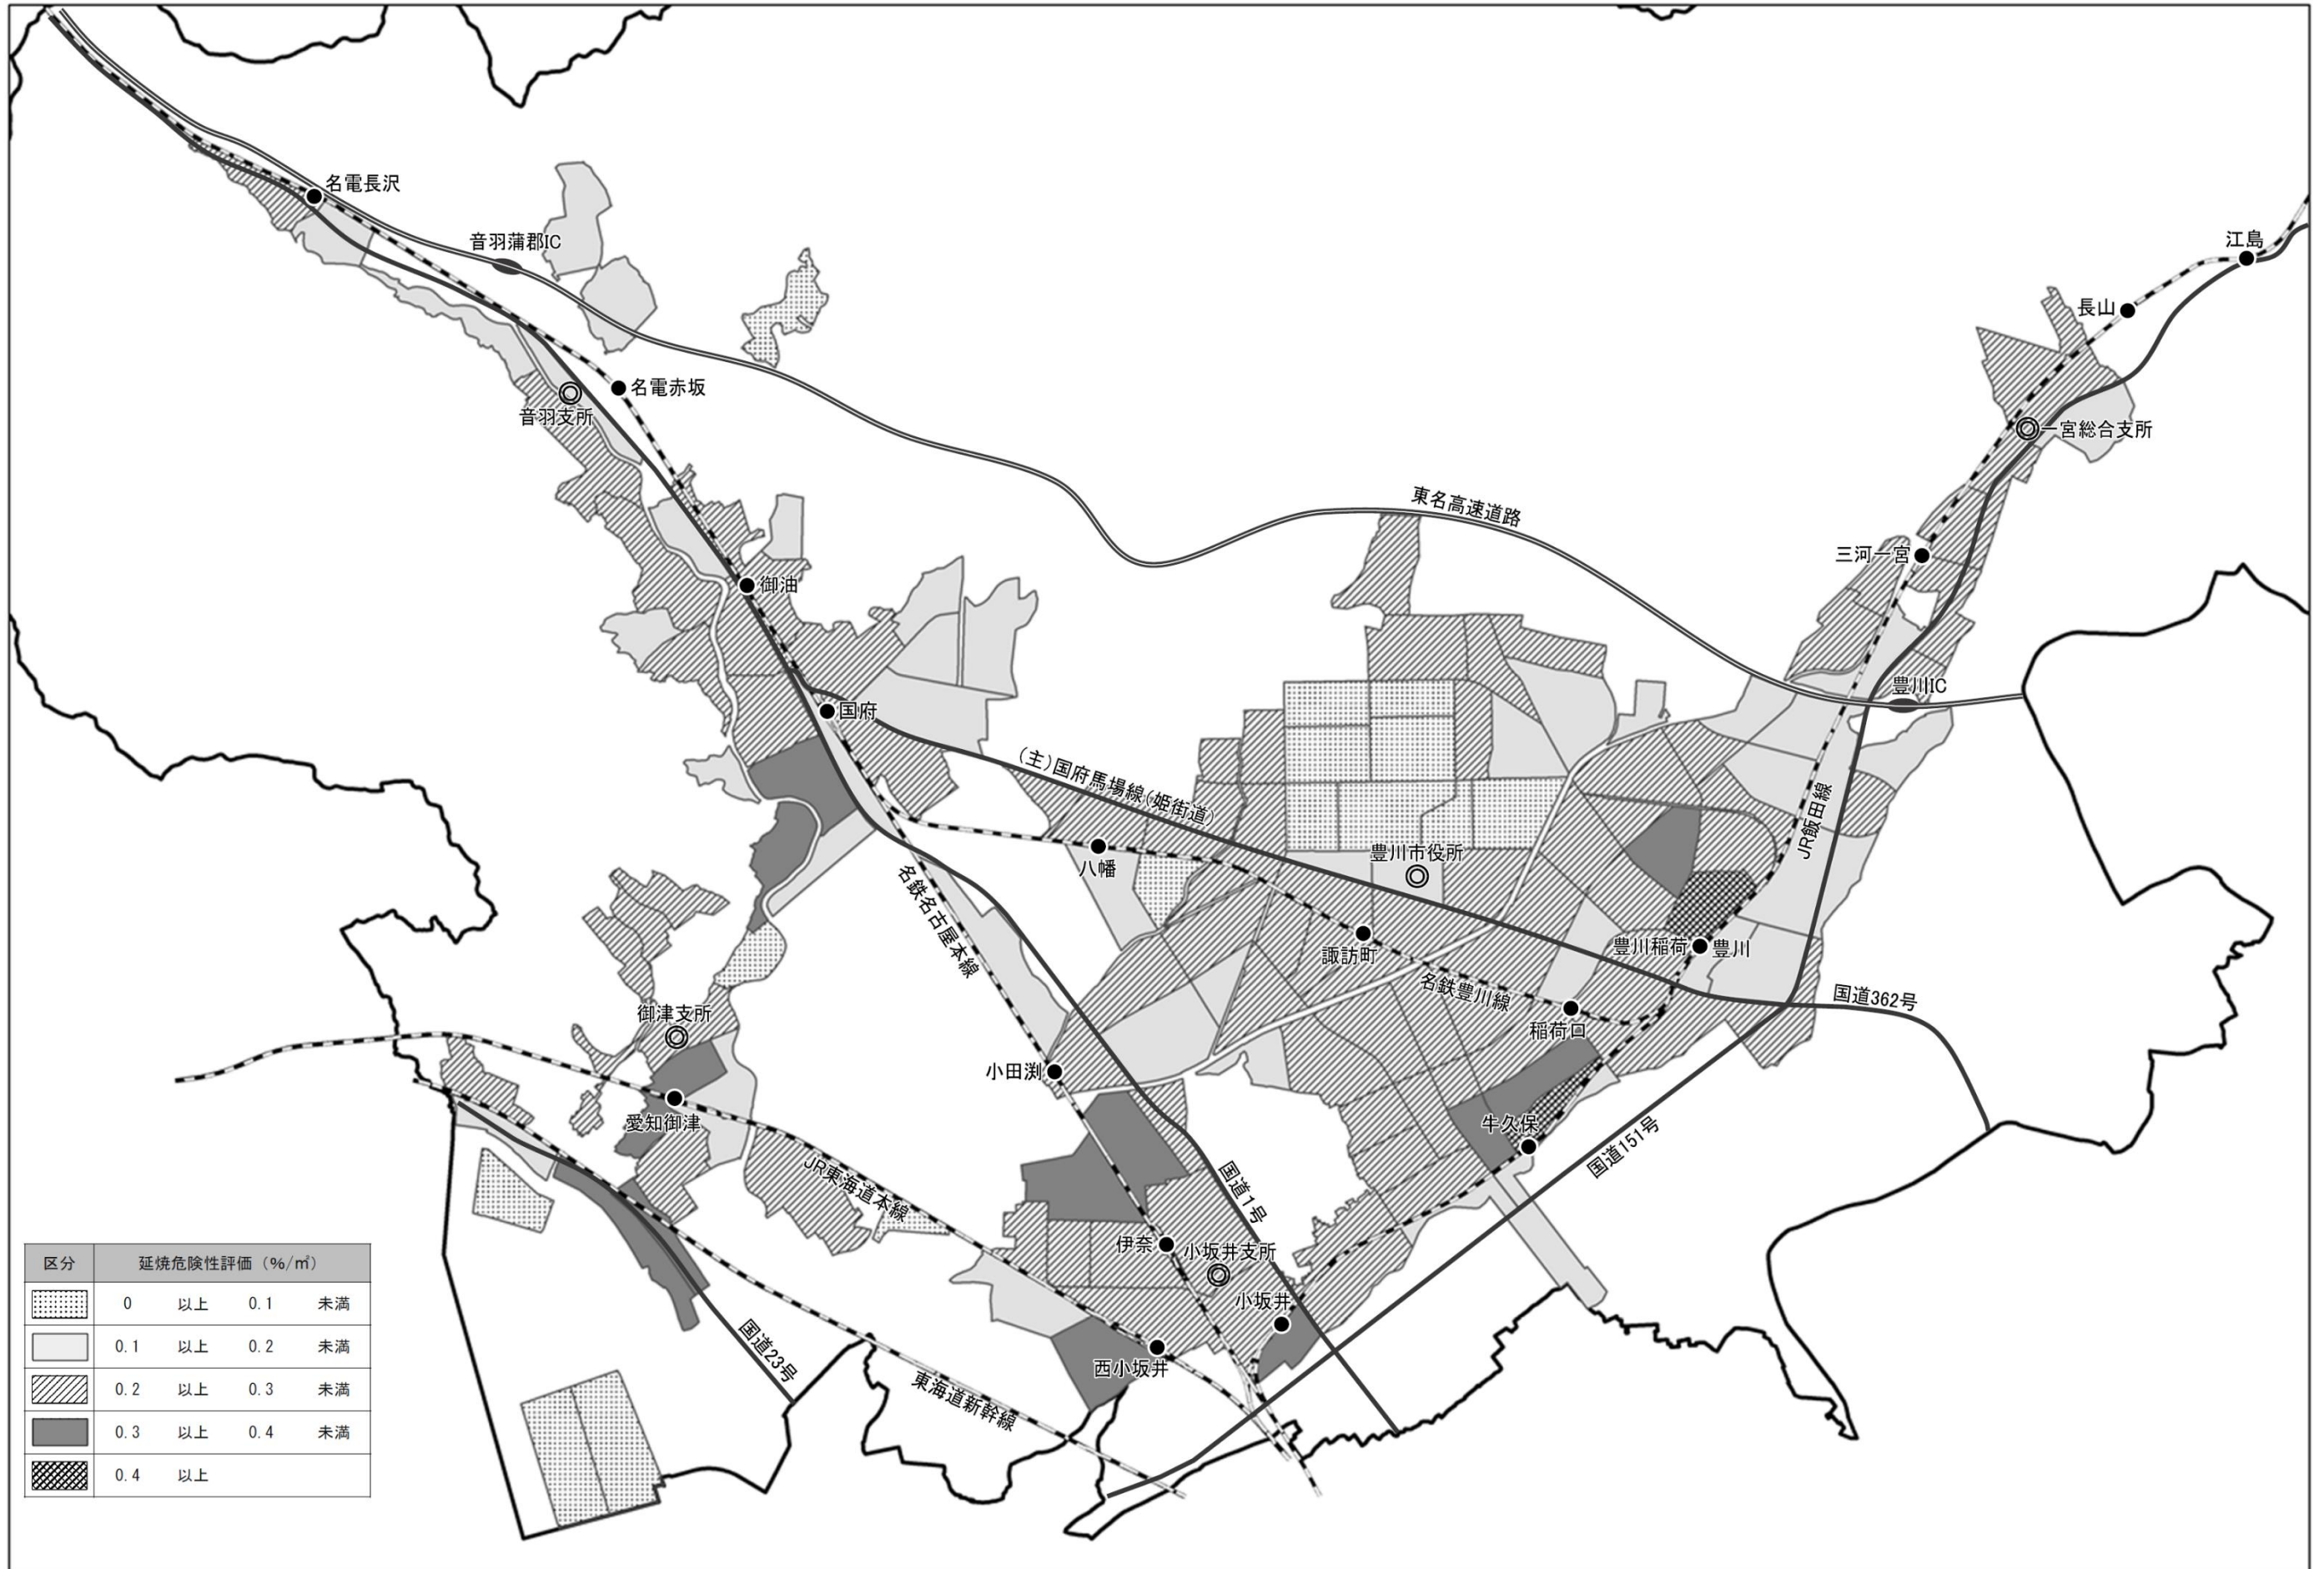 名電長沢
音羽蒲郡IC
江島
長山
名電赤坂
音羽支所
一宮総合支所
東名高速道路
三河一宮
御油
豊川IC
国府
(主)国府馬場線(姫街道)
JR飯田線
八幡
豊川市役所
名鉄名古屋本線
諏訪町
豊川稲荷
豊川
名鉄豊川線
国道362号
御津支所
稲荷口
小田渕
愛知御津
牛久保
国道151号
JR東海道本線
国道1号
伊奈
小坂井支所
小坂井
国道23号
西小坂井
東海道新幹線
区分 延焼危険性評価(%/㎡)
0 以上 0.1 未満
0.1 以上 0.2 未満
0.2 以上 0.3 未満
0.3 以上 0.4 未満
0.4 以上